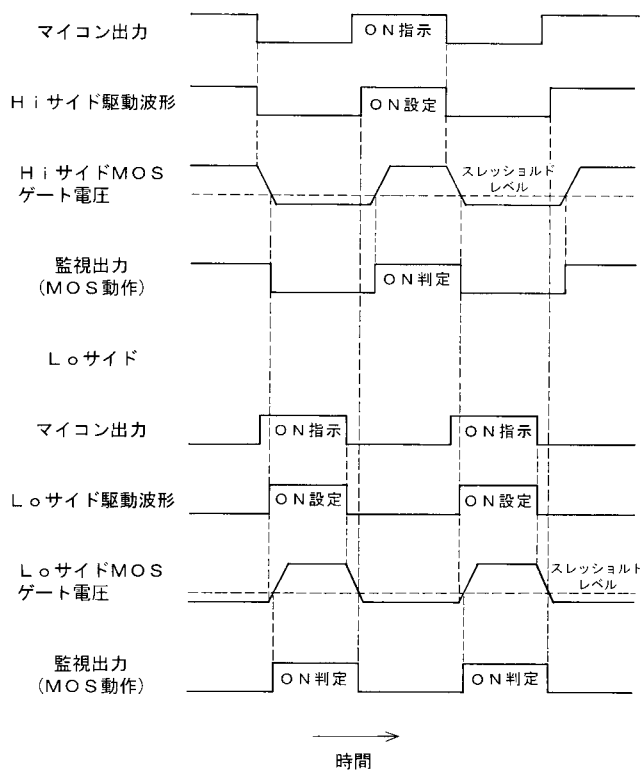 マイコン出力
ON指示
Hiサイド駆動波形
ON設定
HiサイドMOS
ゲート電圧
スレッショルド
レベル
監視出力
(MOS動作)
ON判定
Loサイド
マイコン出力
ON指示
ON指示
Loサイド駆動波形
ON設定
ON設定
LoサイドMOS
ゲート電圧
スレッショルド
レベル
監視出力
(MOS動作)
ON判定
ON判定
時間